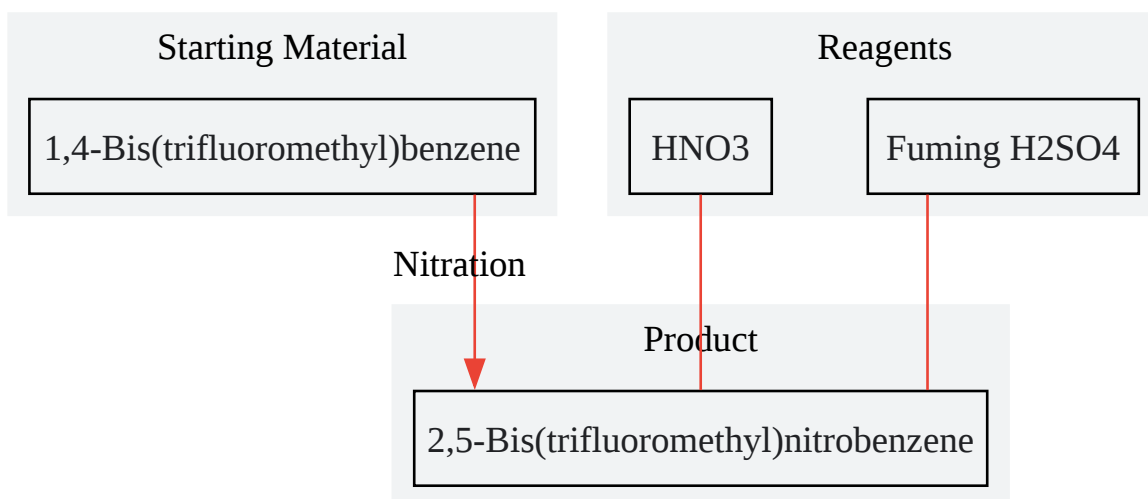 Starting Material
Reagents
1,4-Bis(trifluoromethyl)benzene
HNO3
Fuming H2SO4
Nitration
Product
2,5-Bis(trifluoromethyl)nitrobenzene